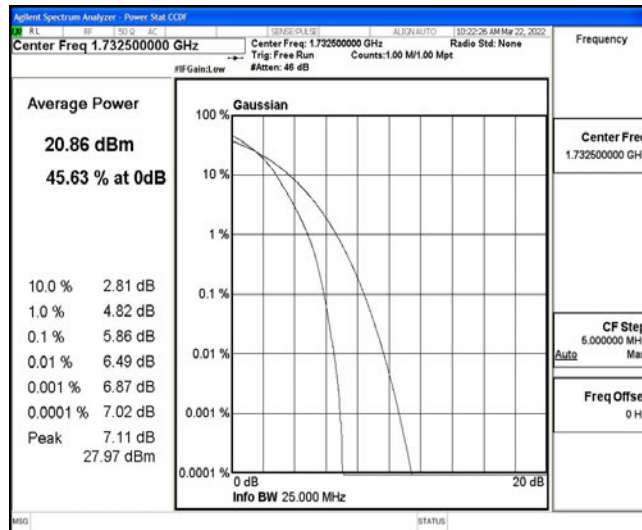 Agilent Spectrum Analyzer - Power Stat CCDF
RL RF 50 Ω AC SENSE:PULSE ALIGN AUTO 10:22:26 AM Mar 22, 2022
Center Freq 1.732500000 GHz
Center Freq: 1.732500000 GHz Radio Std: None
Trig: Free Run Counts:1.00 M/1.00 Mpt
#IFGain:Low #Atten: 46 dB
Frequency
Average Power
20.86 dBm
45.63 % at 0dB
10.0 % 2.81 dB
1.0 % 4.82 dB
0.1 % 5.86 dB
0.01 % 6.49 dB
0.001 % 6.87 dB
0.0001 % 7.02 dB
Peak 7.11 dB
27.97 dBm
Gaussian
100 %
10 %
1 %
0.1 %
0.01 %
0.001 %
0.0001 %
0 dB 20 dB
Info BW 25.000 MHz
Center Fre
1.732500000 GH
CF Ste
5.000000 MH
Auto Ma
Freq Offse
0 H
MSG STATUS